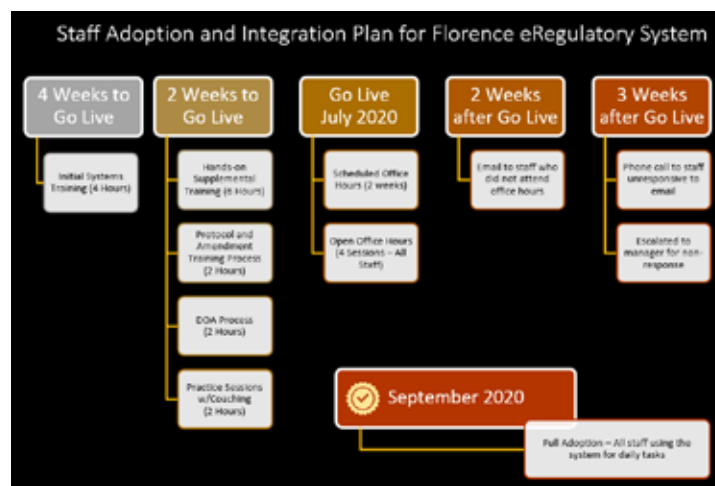 Staff Adoption and Integration Plan for Florence eRegulatory System
4 Weeks to
Go Live
Initial Systems
Training (4 Hours)
2 Weeks to
Go Live
Hands-on
Supplemental
Training (6 Hours)
Protocol and
Amendment
Training Process
(2 Hours)
DOA Process
(2 Hours)
Practice Sessions
w/Coaching
(2 Hours)
Go Live
July 2020
Scheduled Office
Hours (2 weeks)
Open Office Hours
(4 Sessions – All
Staff)
2 Weeks
after Go Live
Email to staff who
did not attend
office hours
3 Weeks
after Go Live
Phone call to staff
unresponsive to
email
Escalated to
manager for non-
response
September 2020
Full Adoption – All staff using the
system for daily tasks